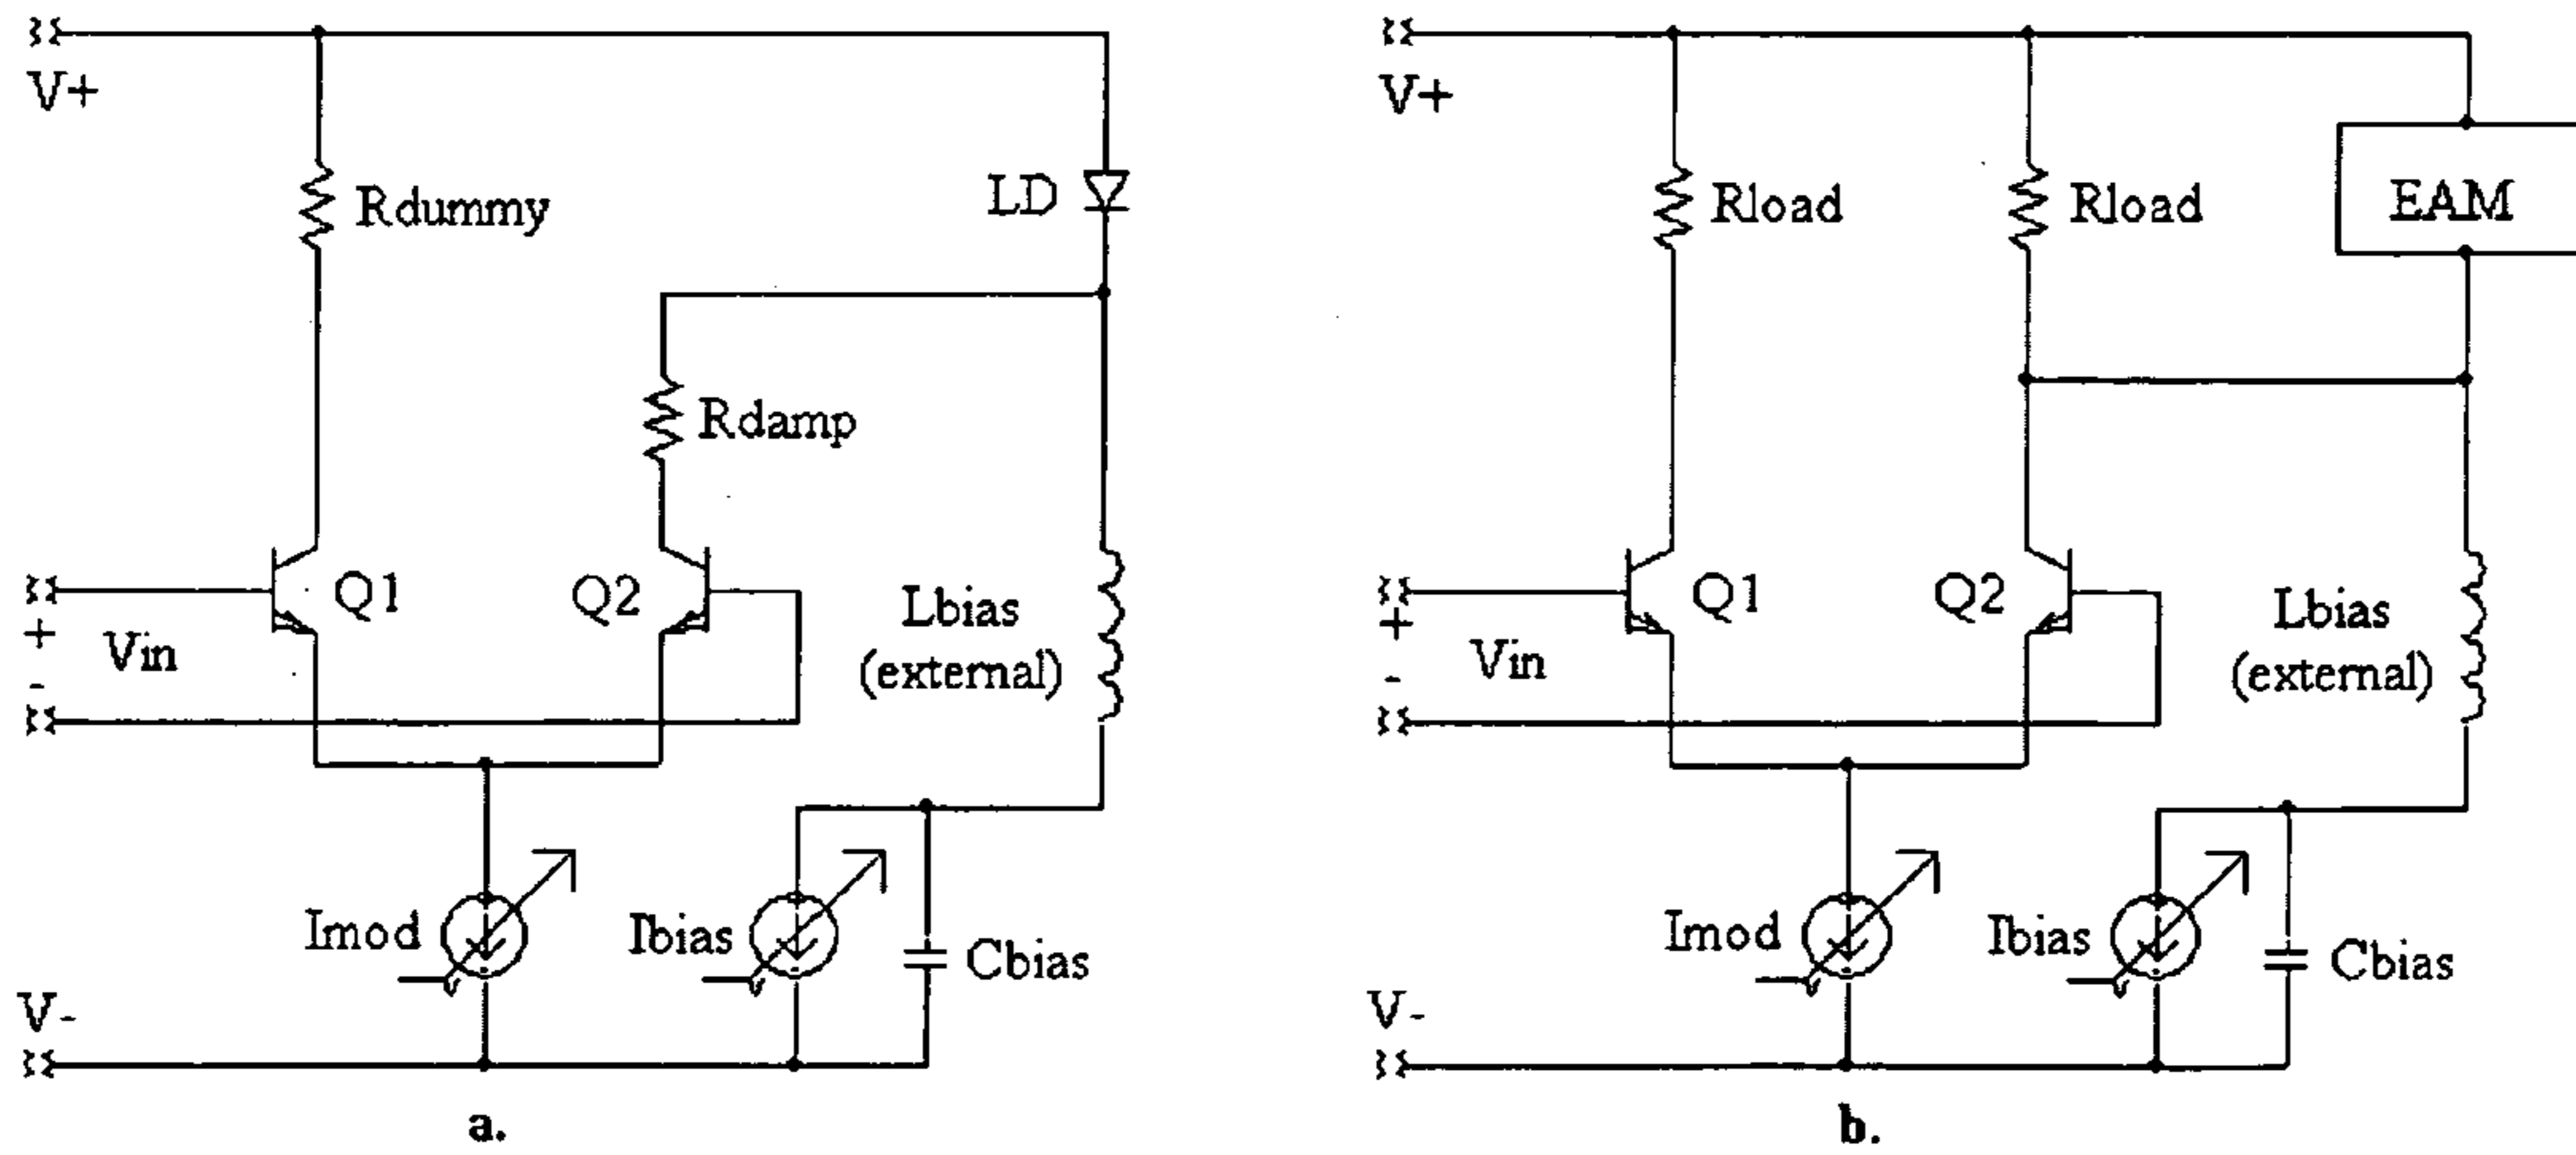 V+
Rdummy
LD
Rdamp
Q1
Q2
+
Vin
-
Lbias
(external)
Imod
Ibias
Cbias
V-
a.
V+
Rload
Rload
EAM
Q1
Q2
+
Vin
-
Lbias
(external)
Imod
Ibias
Cbias
V-
b.